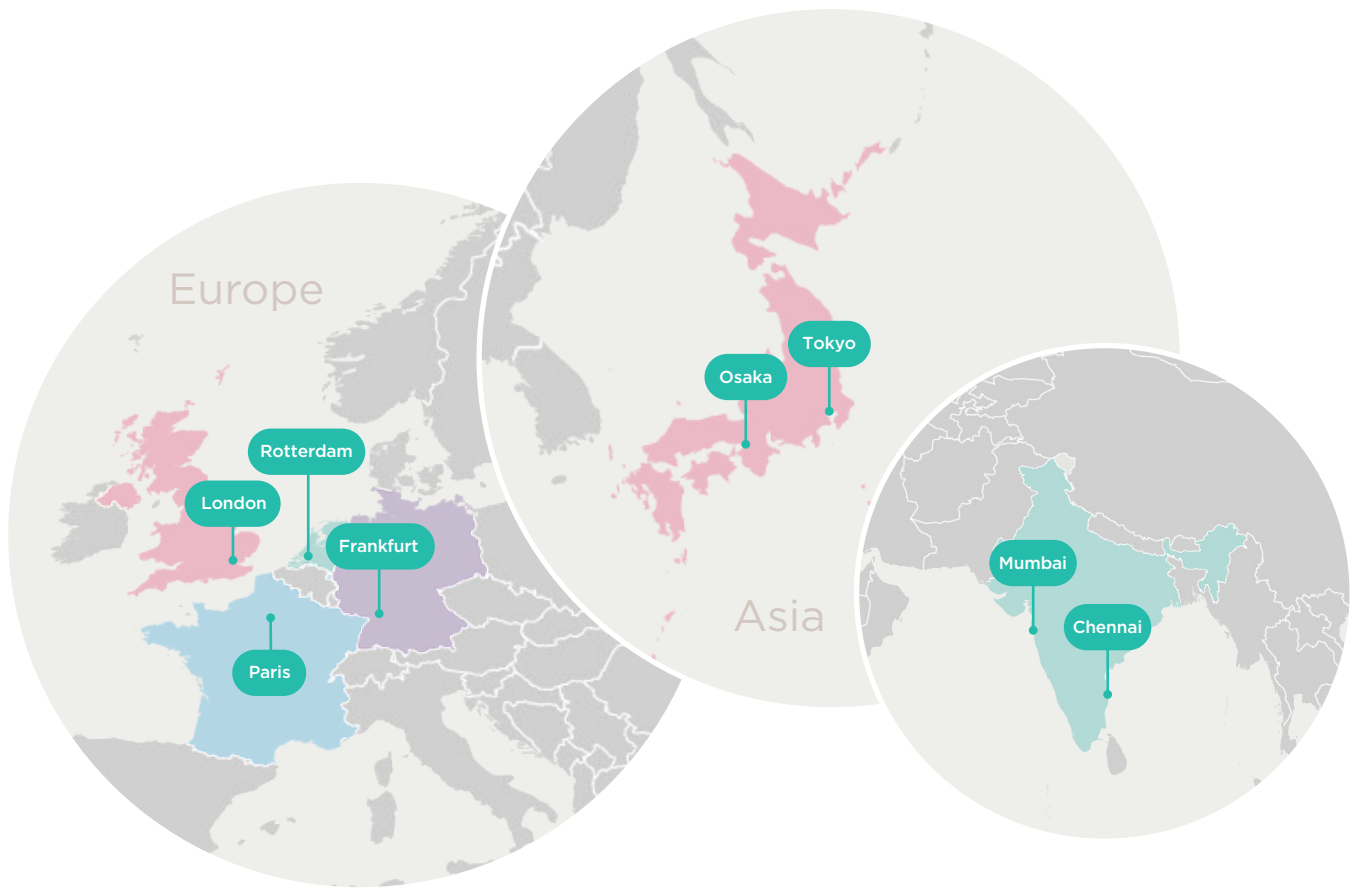 Europe
Rotterdam
London
Frankfurt
Paris
Tokyo
Osaka
Asia
Mumbai
Chennai